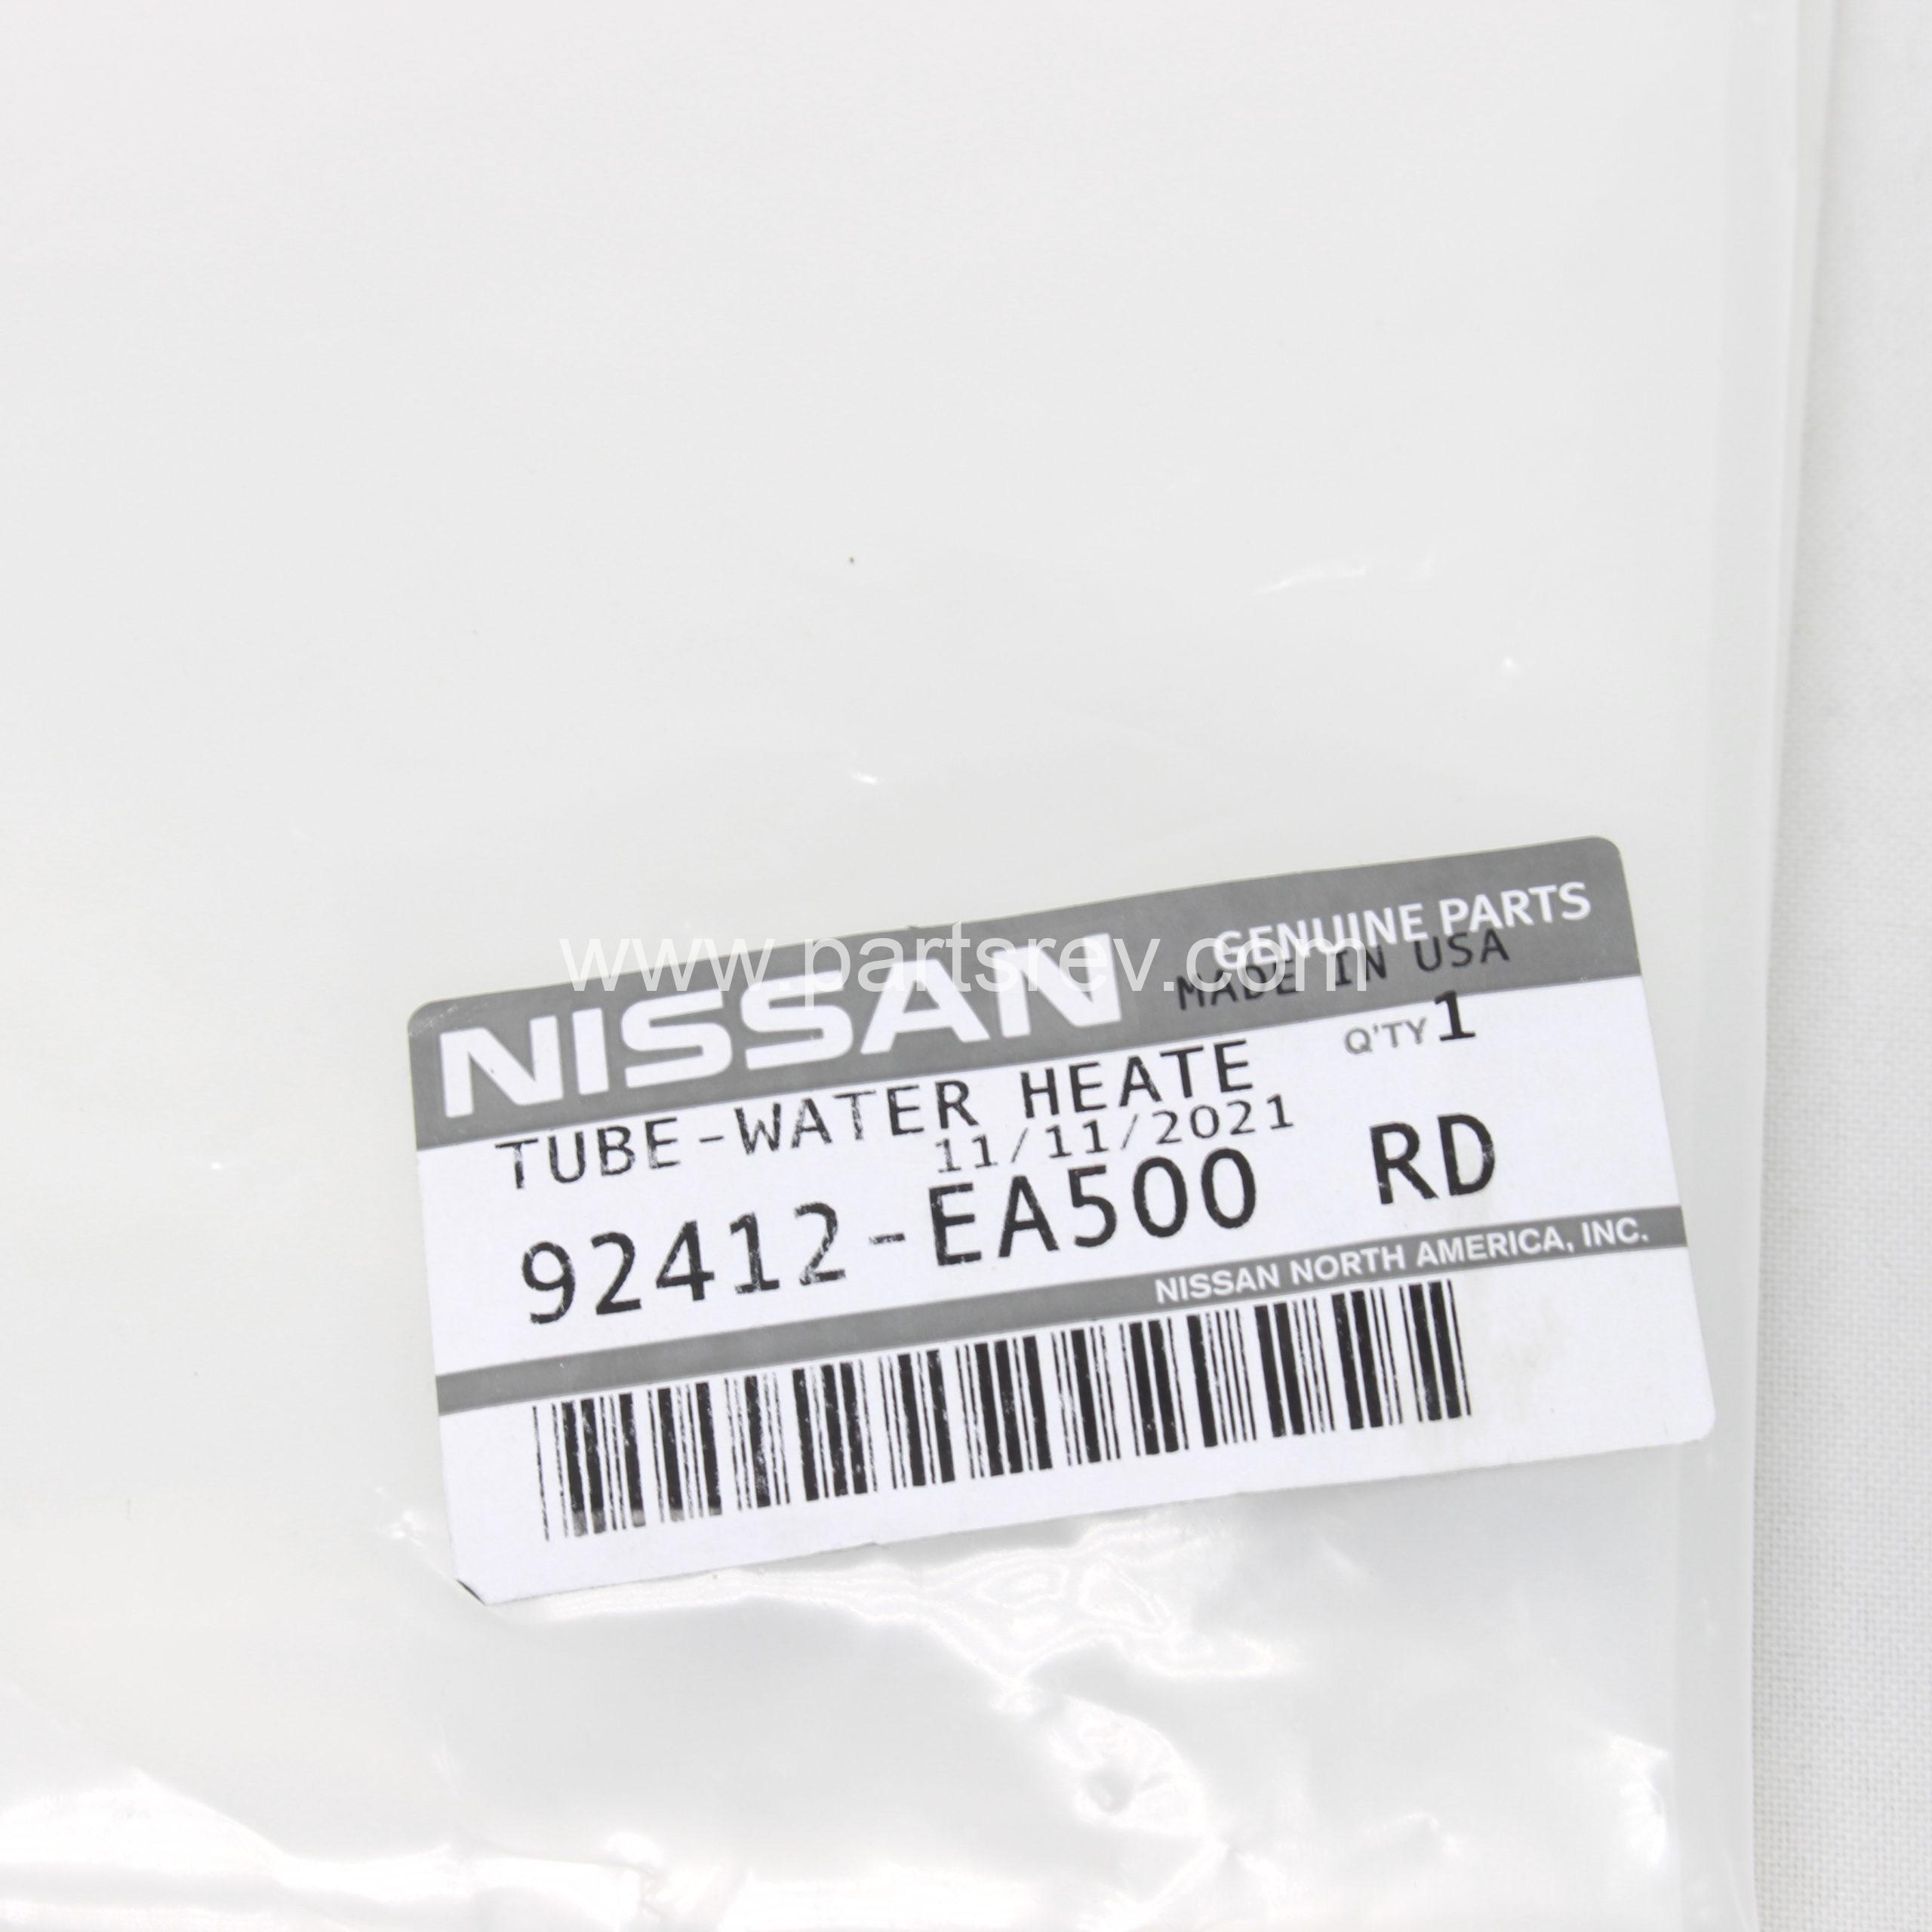 www.partsrev.com
NISSAN
GENUINE PARTS
MADE IN USA
Q'TY 1
TUBE-WATER HEATE
11/11/2021
92412-EA500 RD
NISSAN NORTH AMERICA, INC.